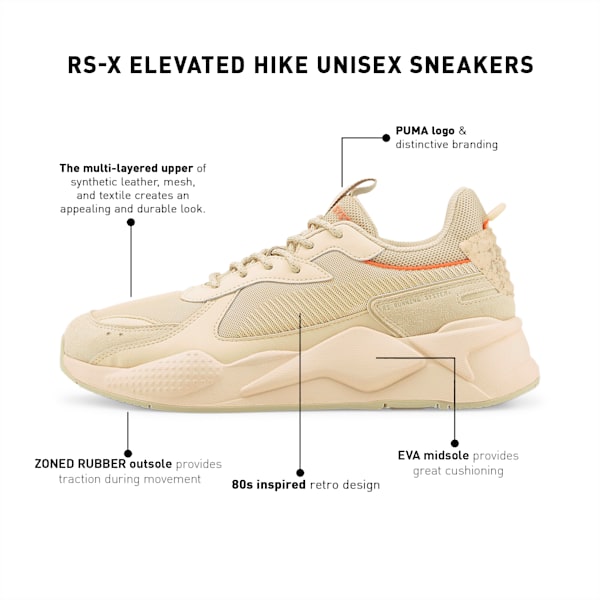 RS-X ELEVATED HIKE UNISEX SNEAKERS
PUMA logo &
distinctive branding
The multi-layered upper of
synthetic leather, mesh,
and textile creates an
appealing and durable look.
ZONED RUBBER outsole provides
traction during movement
80s inspired retro design
EVA midsole provides
great cushioning